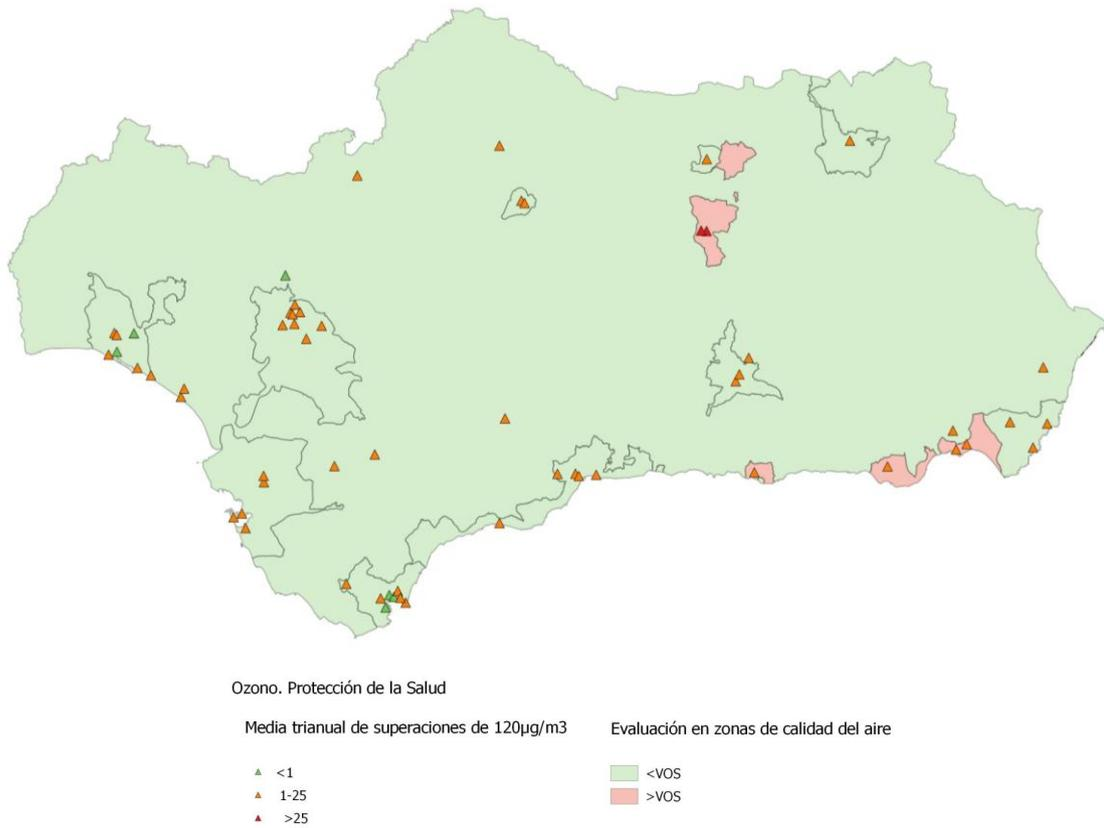 Ozono. Protección de la Salud
Media trianual de superaciones de 120µg/m3
<1
1-25
>25
Evaluación en zonas de calidad del aire
<VOS
>VOS